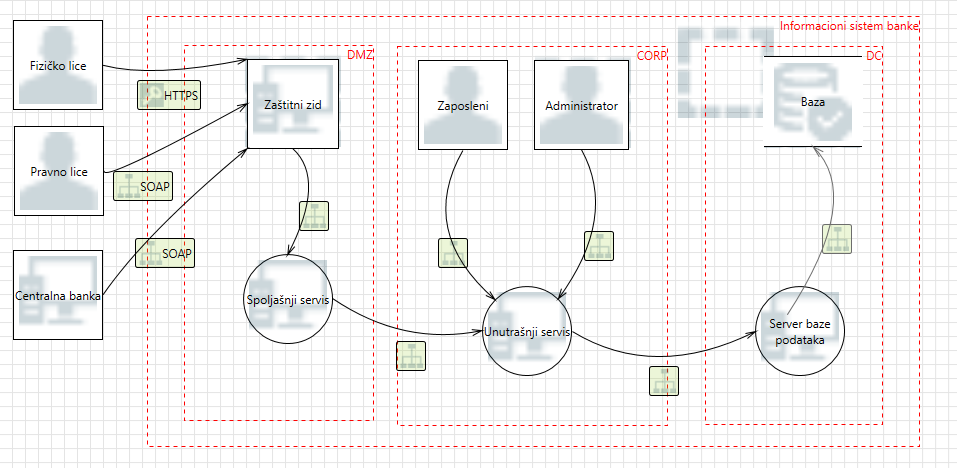 Informacioni sistem banke
DMZ
CORP
DC
Fizičko lice
HTTPS
Zaštitni zid
Zaposleni
Administrator
Baza
Pravno lice
SOAP
SOAP
Centralna banka
Spoljašnji servis
Unutrašnji servis
Server baze
podataka